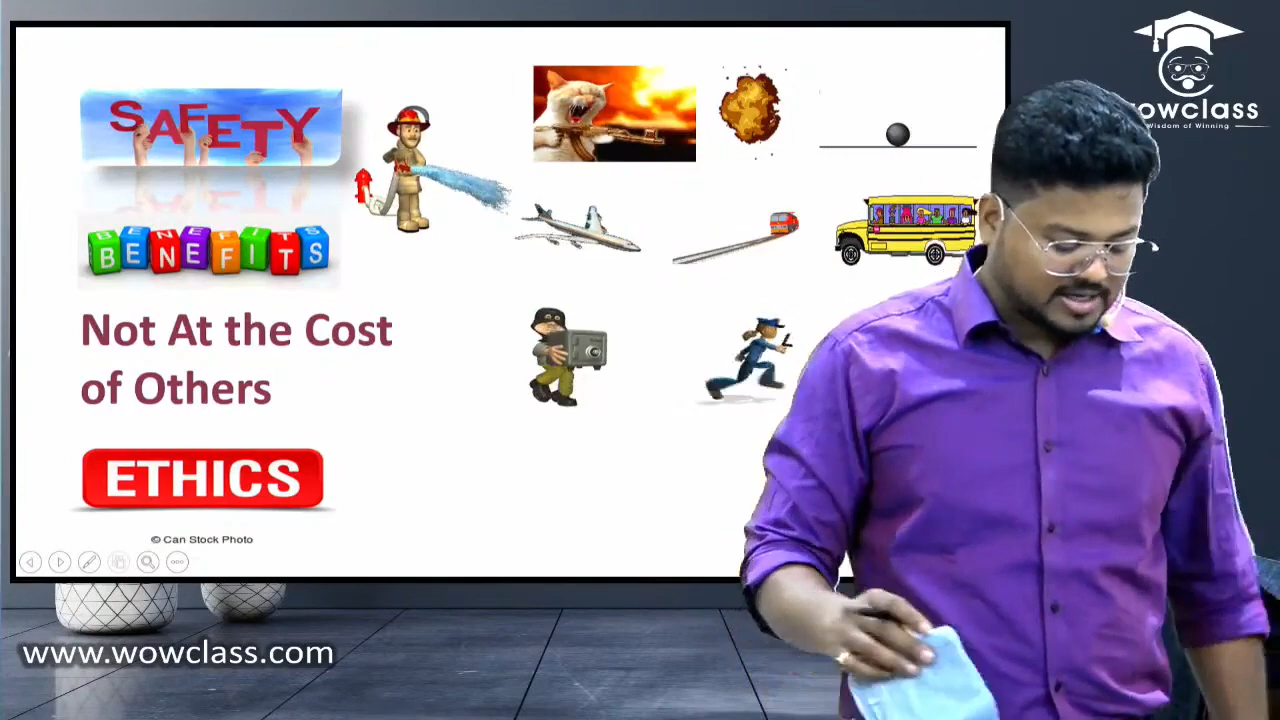 SAFETY
BENEFITS
Not At the Cost
of Others
ETHICS
© Can Stock Photo
wowclass
Wisdom of Winning
www.wowclass.com